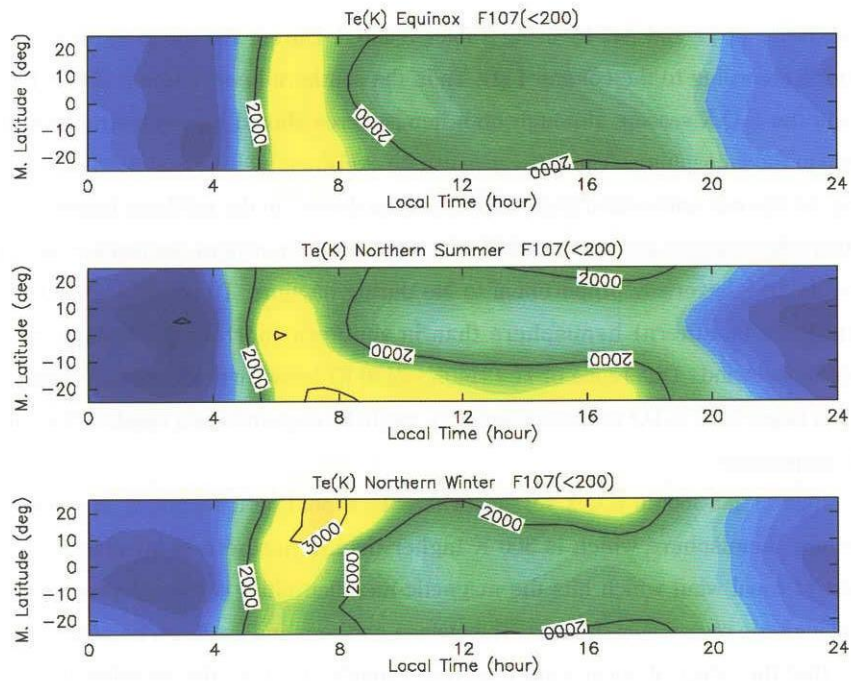 Te(K) Equinox F107(<200)
M. Latitude (deg)
20
10
0
-10
-20
2000
2000
2000
0 4 8 12 16 20 24
Local Time (hour)
Te(K) Northern Summer F107(<200)
M. Latitude (deg)
20
10
0
-10
-20
2000
2000
2000
2000
0 4 8 12 16 20 24
Local Time (hour)
Te(K) Northern Winter F107(<200)
M. Latitude (deg)
20
10
0
-10
-20
2000
3000
2000
2000
2000
0 4 8 12 16 20 24
Local Time (hour)